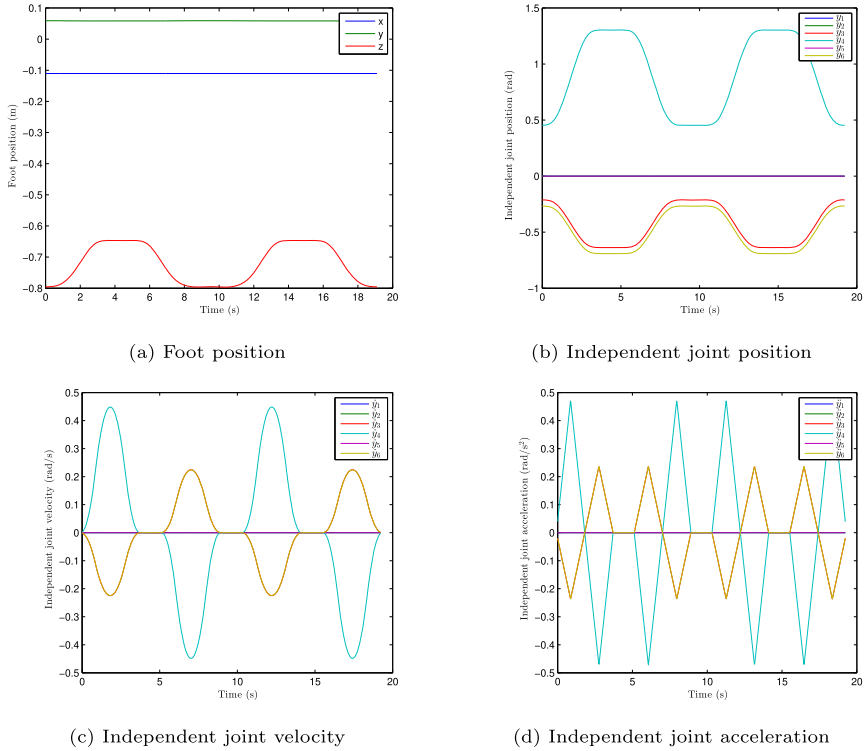 0.1
0
−0.1
−0.2
−0.3
−0.4
−0.5
−0.6
−0.7
−0.8
Foot position (m)
0 2 4 6 8 10 12 14 16 18 20
Time (s)
x
y
z
(a) Foot position
1.5
1
0.5
0
−0.5
−1
Independent joint position (rad)
0 5 10 15 20
Time (s)
y₁
y₂
y₃
y₄
y₅
y₆
(b) Independent joint position
0.5
0.4
0.3
0.2
0.1
0
−0.1
−0.2
−0.3
−0.4
−0.5
Independent joint velocity (rad/s)
0 5 10 15 20
Time (s)
ẏ₁
ẏ₂
ẏ₃
ẏ₄
ẏ₅
ẏ₆
(c) Independent joint velocity
0.5
0.4
0.3
0.2
0.1
0
−0.1
−0.2
−0.3
−0.4
−0.5
Independent joint acceleration (rad/s²)
0 5 10 15 20
Time (s)
ÿ₁
ÿ₂
ÿ₃
ÿ₄
ÿ₅
ÿ₆
(d) Independent joint acceleration